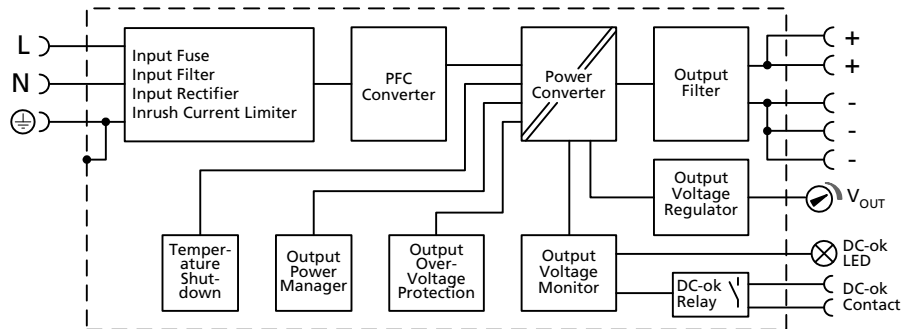 L
N
Input Fuse
Input Filter
Input Rectifier
Inrush Current Limiter
PFC
Converter
Power
Converter
Output
Filter
+
+
-
-
-
Output
Voltage
Regulator
VOUT
Temper-
ature
Shut-
down
Output
Power
Manager
Output
Over-
Voltage
Protection
Output
Voltage
Monitor
DC-ok
LED
DC-ok
Relay
DC-ok
Contact